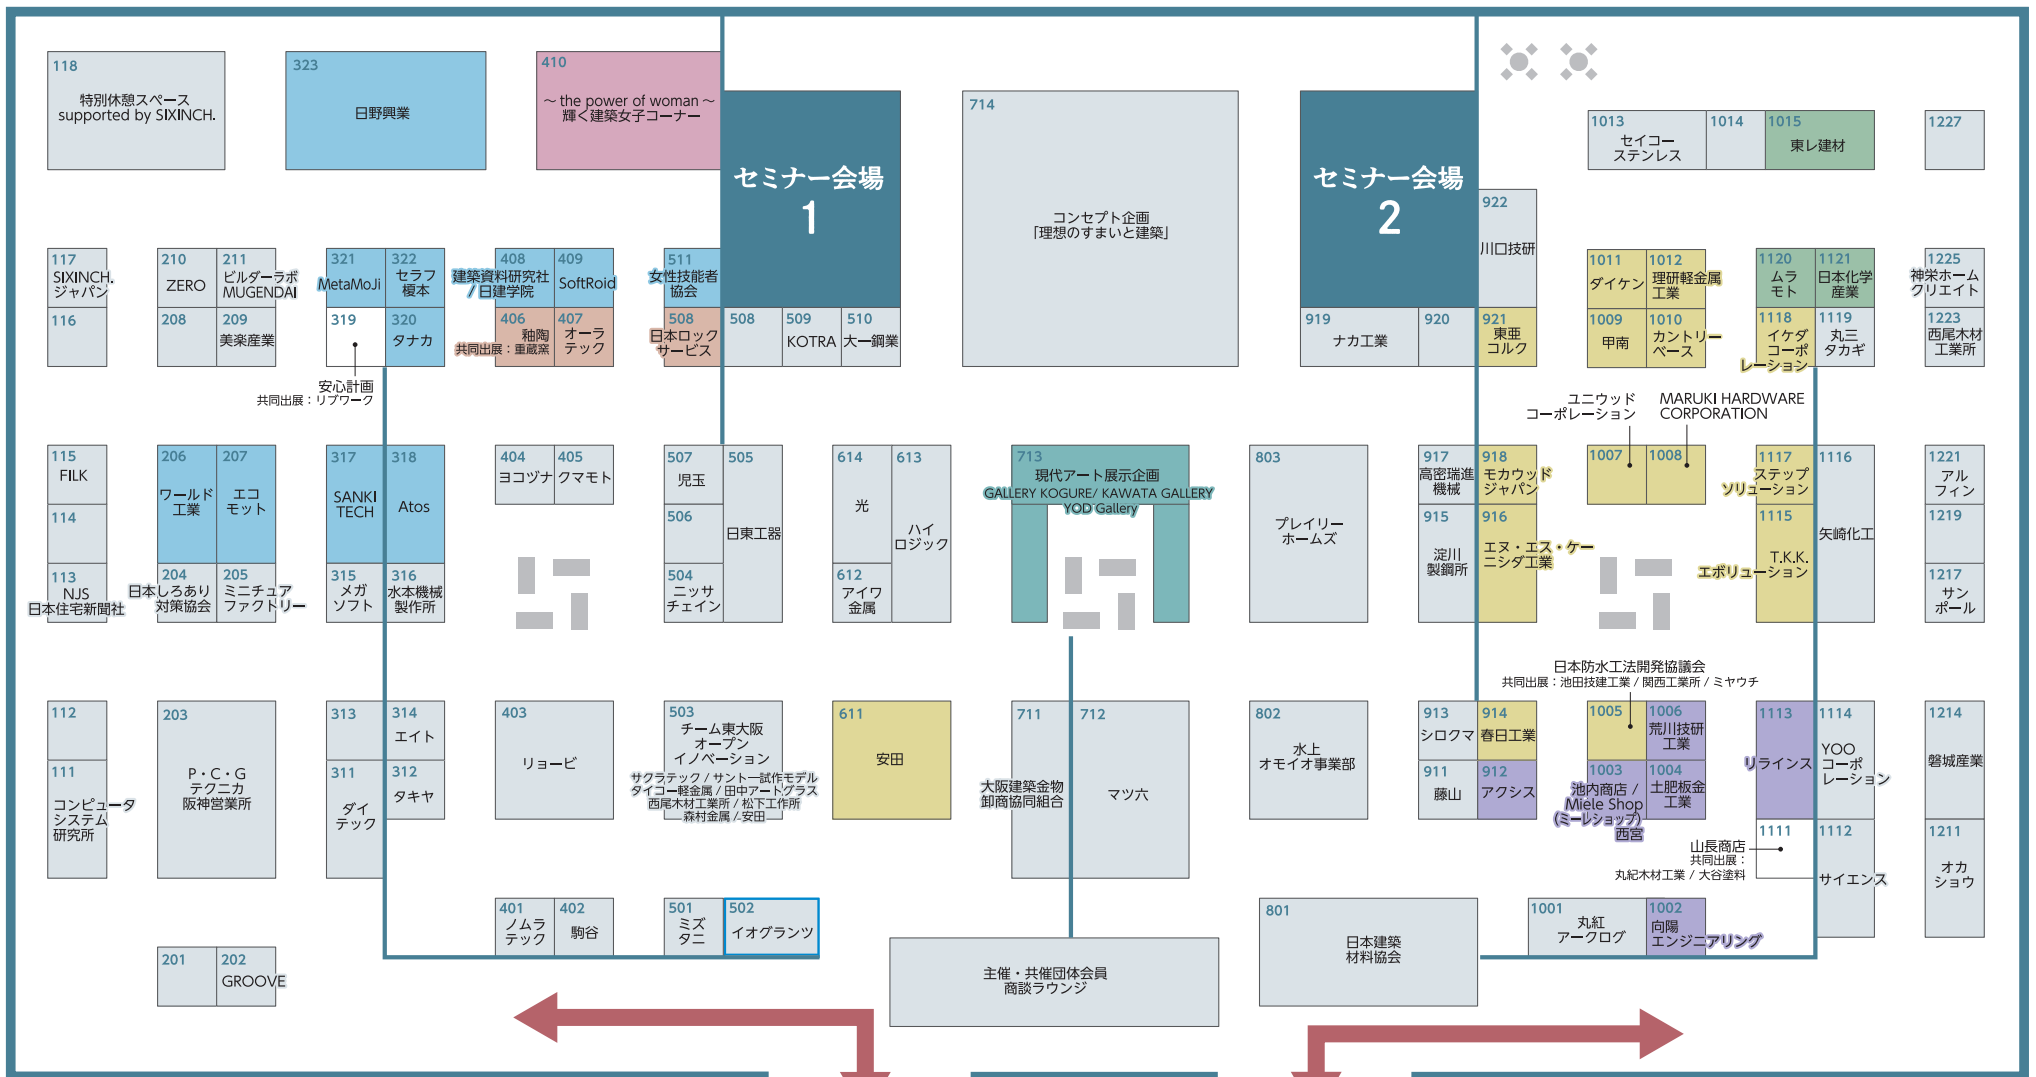 118
特別休憩スペース
supported by SIXINCH.
323
日野興業
410
～ the power of woman ～
輝く建築女子コーナー
セミナー会場
1
714
コンセプト企画
「理想のすまいと建築」
セミナー会場
2
922
川口技研
1013
セイコー
ステンレス
1014
1015
東レ建材
1227
117
SIXINCH.
ジャパン
116
210
ZERO
211
ビルダーラボ
MUGENDAI
208
209
美楽産業
321
MetaMoJi
322
セラフ
榎本
319
安心計画
共同出展：リブワーク
320
タナカ
408
建築資料研究社
/ 日建学院
409
SoftRoid
406
釉陶
共同出展：重蔵窯
407
オーラ
テック
511
女性技能者
協会
508
日本ロック
サービス
508
509
KOTRA
510
大一鋼業
919
ナカ工業
920
921
東亜
コルク
1011
ダイケン
1012
理研軽金属
工業
1009
甲南
1010
カントリー
ベース
1120
ムラ
モト
1121
日本化学
産業
1118
イケダ
コーポ
レーション
1119
丸三
タカギ
1225
神栄ホーム
クリエイト
1223
西尾木材
工業所
115
FILK
114
113
NJS
日本住宅新聞社
206
ワールド
工業
207
エコ
モット
204
日本しろあり
対策協会
205
ミニチュア
ファクトリー
317
SANKI
TECH
318
Atos
315
メガ
ソフト
316
水本機械
製作所
404
ヨコヅナ
405
クマモト
507
児玉
506
504
ニッサ
チェイン
505
日東工器
614
光
613
ハイ
ロジック
612
アイワ
金属
713
現代アート展示企画
GALLERY KOGURE/ KAWATA GALLERY
YOD Gallery
803
プレイリー
ホームズ
917
高密瑞進
機械
918
モカウッド
ジャパン
915
淀川
製鋼所
916
エヌ・エス・ケー
ニシダ工業
ユニウッド
コーポレーション
1007
MARUKI HARDWARE
CORPORATION
1008
1117
ステップ
ソリューション
1116
矢崎化工
1115
T.K.K.
エボリューション
1221
アル
フィン
1219
1217
サン
ポール
112
111
コンピュータ
システム
研究所
203
P・C・G
テクニカ
阪神営業所
313
314
エイト
311
ダイ
テック
312
タキヤ
403
リョービ
503
チーム東大阪
オープン
イノベーション
サクラテック / サントー試作モデル
タイコー軽金属 / 田中アートグラス
西尾木材工業所 / 松下工作所
森村金属 / 安田
611
安田
711
大阪建築金物
卸商協同組合
712
マツ六
802
水上
オモイオ事業部
913
シロクマ
914
春日工業
911
藤山
912
アクシス
日本防水工法開発協議会
共同出展：池田技建工業 / 関西工業所 / ミヤウチ
1005
1006
荒川技研
工業
1003
池内商店 /
Miele Shop
(ミーレショップ)
西宮
1004
土肥板金
工業
1113
リラインス
1114
YOO
コーポ
レーション
1111
山長商店
共同出展：
丸紀木材工業 / 大谷塗料
1112
サイエンス
1214
磐城産業
1211
オカ
ショウ
201
202
GROOVE
401
ノムラ
テック
402
駒谷
501
ミズ
タニ
502
イオグランツ
主催・共催団体会員
商談ラウンジ
801
日本建築
材料協会
1001
丸紅
アークログ
1002
向陽
エンジニアリング